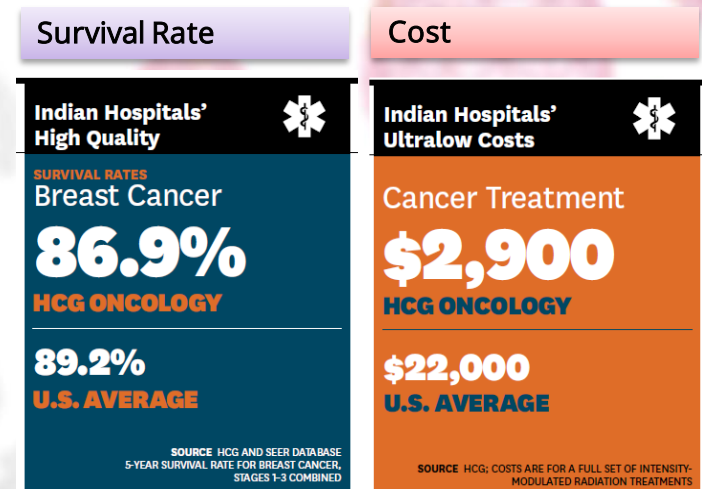 Survival Rate
Indian Hospitals’
High Quality
SURVIVAL RATES
Breast Cancer
86.9%
HCG ONCOLOGY
89.2%
U.S. AVERAGE
SOURCE HCG AND SEER DATABASE
5-YEAR SURVIVAL RATE FOR BREAST CANCER,
STAGES 1–3 COMBINED
Cost
Indian Hospitals’
Ultralow Costs
Cancer Treatment
$2,900
HCG ONCOLOGY
$22,000
U.S. AVERAGE
SOURCE HCG; COSTS ARE FOR A FULL SET OF INTENSITY-
MODULATED RADIATION TREATMENTS